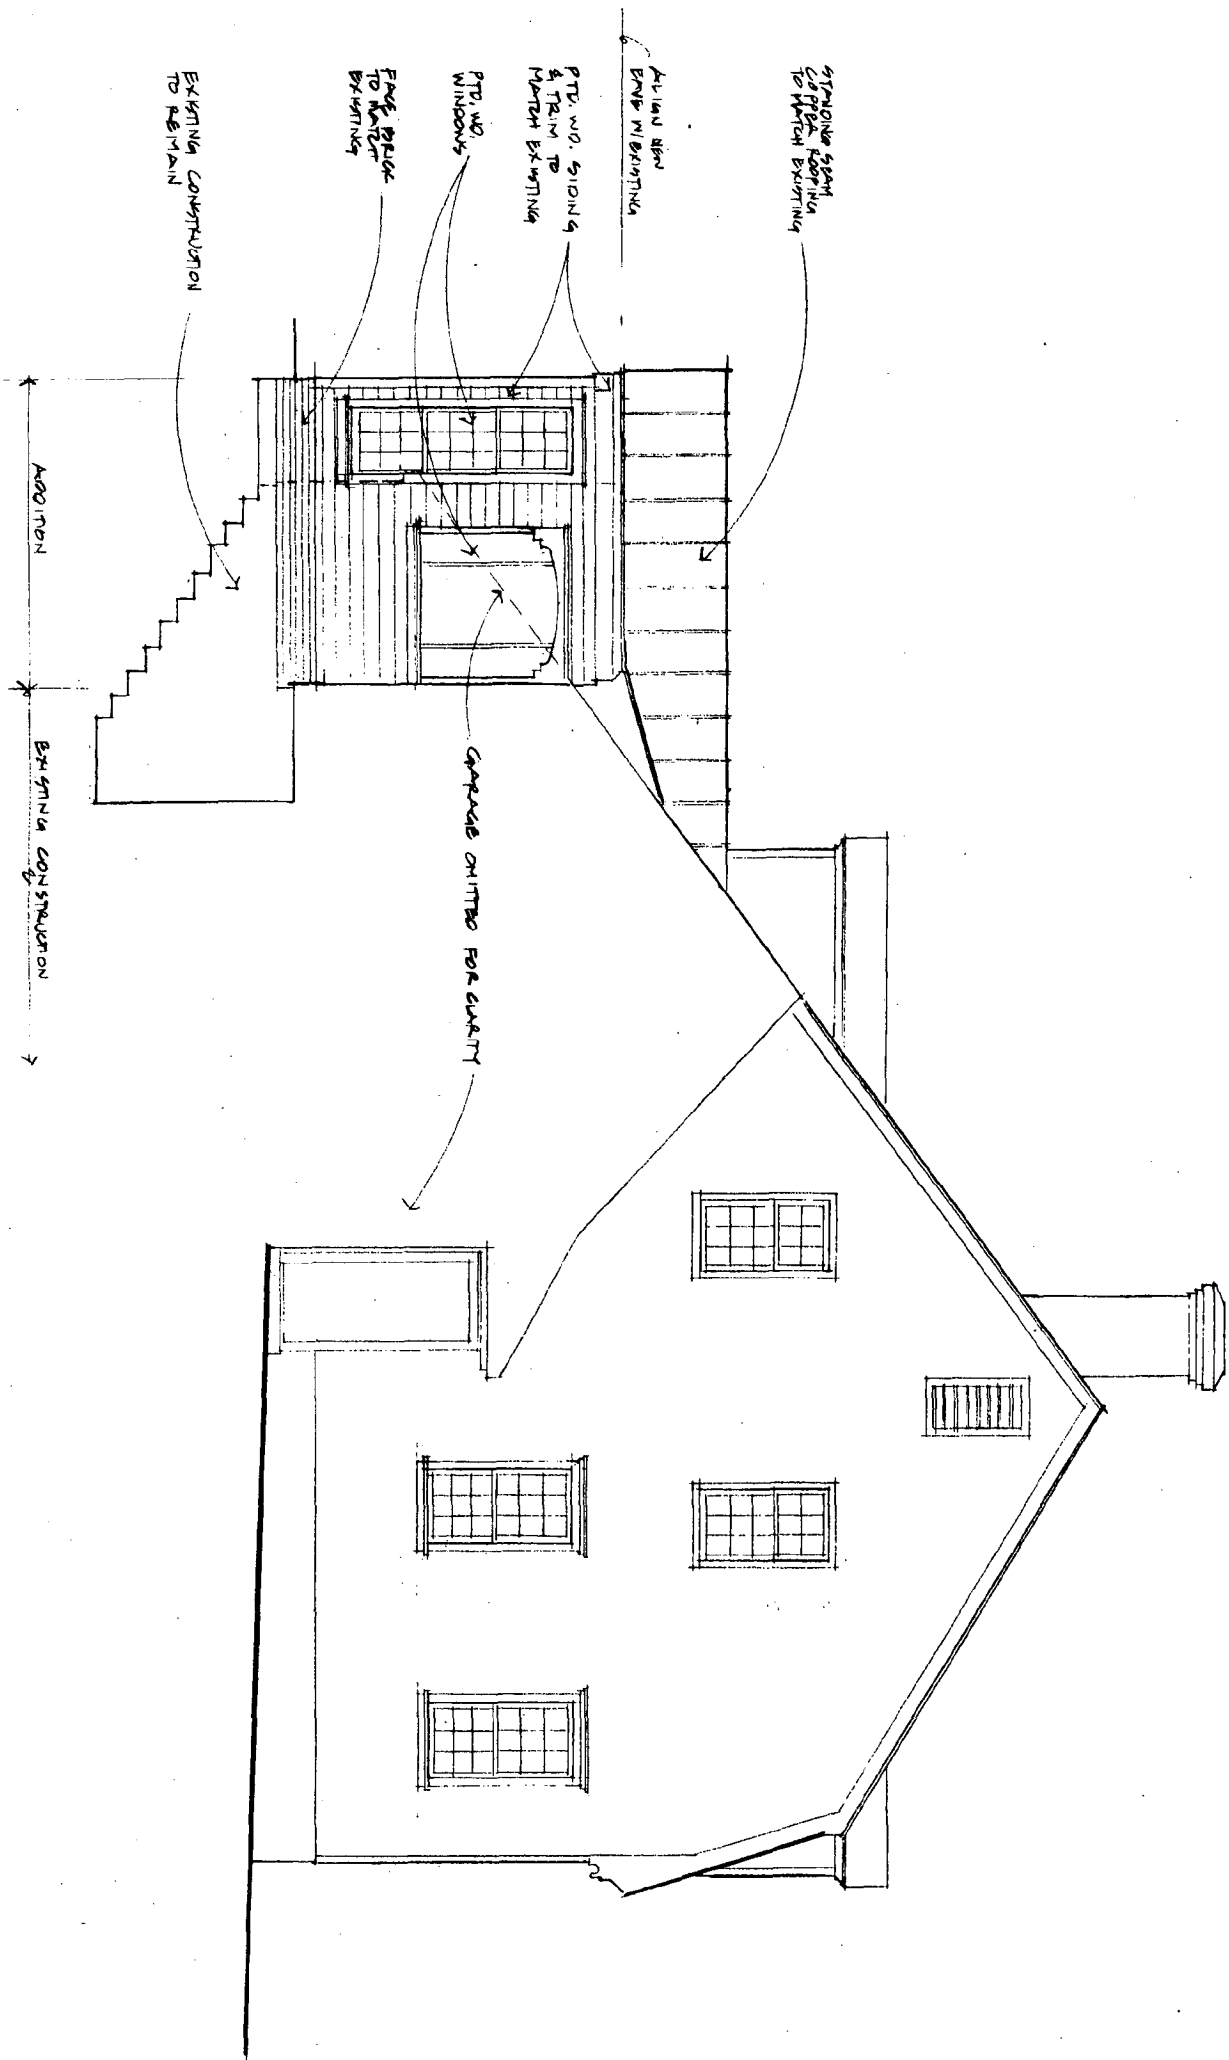 STANDING SEAM
COPPER ROOFING
TO MATCH EXISTING
ALIGN NEW
EAVE W/ EXISTING
PTD. WD. SIDING
& TRIM TO
MATCH EXISTING
PTD. WD.
WINDOWS
FACE BRICK
TO MATCH
EXISTING
EXISTING CONSTRUCTION
TO REMAIN
GARAGE OMITTED FOR CLARITY
ADDITION
EXISTING CONSTRUCTION